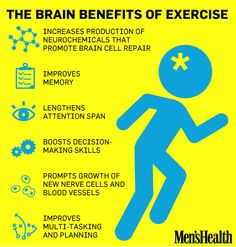 THE BRAIN BENEFITS OF EXERCISE
INCREASES PRODUCTION OF
NEUROCHEMICALS THAT
PROMOTE BRAIN CELL REPAIR
IMPROVES
MEMORY
LENGTHENS
ATTENTION SPAN
BOOSTS DECISION-
MAKING SKILLS
PROMPTS GROWTH OF
NEW NERVE CELLS AND
BLOOD VESSELS
IMPROVES
MULTI-TASKING
AND PLANNING
Men'sHealth